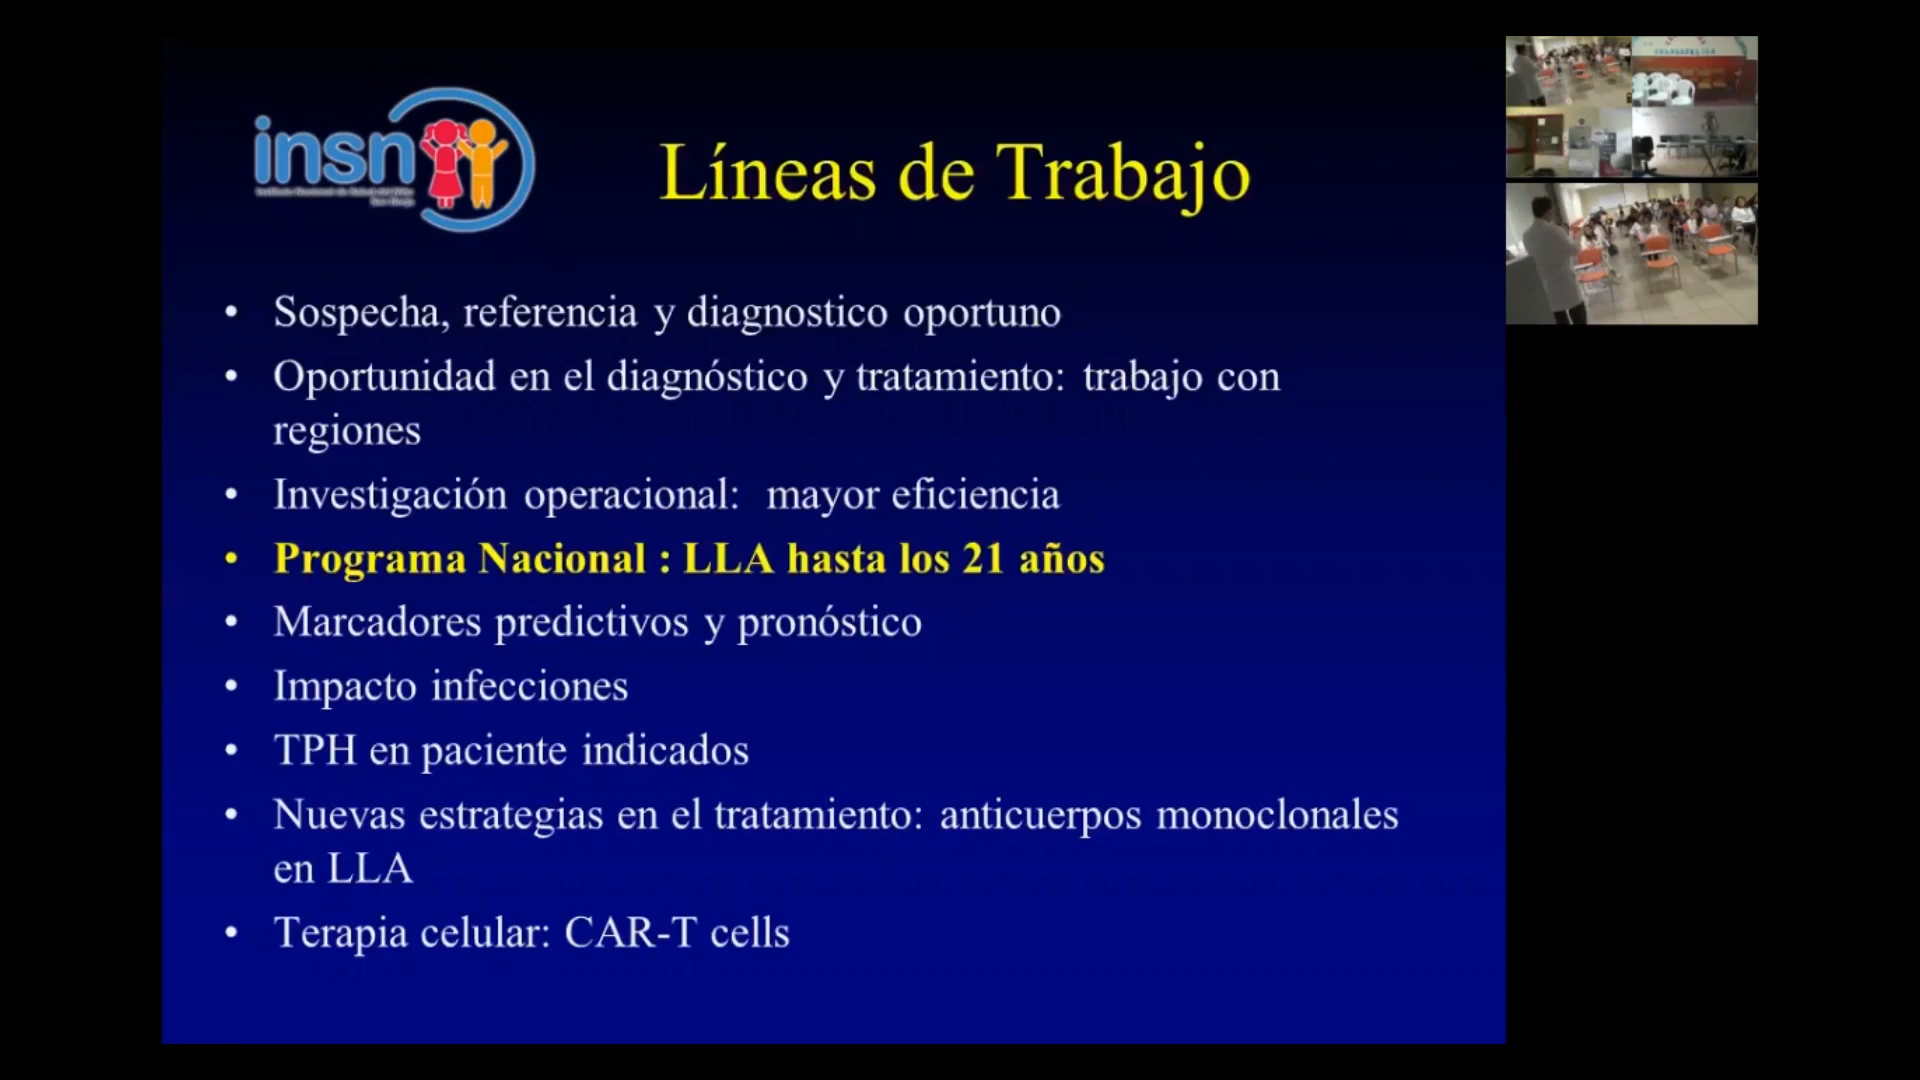 insn
Líneas de Trabajo
• Sospecha, referencia y diagnostico oportuno
• Oportunidad en el diagnóstico y tratamiento: trabajo con
regiones
• Investigación operacional: mayor eficiencia
• Programa Nacional : LLA hasta los 21 años
• Marcadores predictivos y pronóstico
• Impacto infecciones
• TPH en paciente indicados
• Nuevas estrategias en el tratamiento: anticuerpos monoclonales
en LLA
• Terapia celular: CAR-T cells